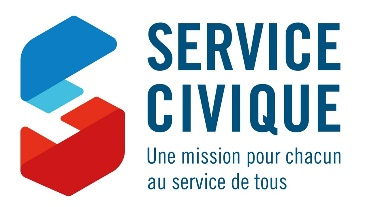 SERVICE
CIVIQUE
Une mission pour chacun
au service de tous